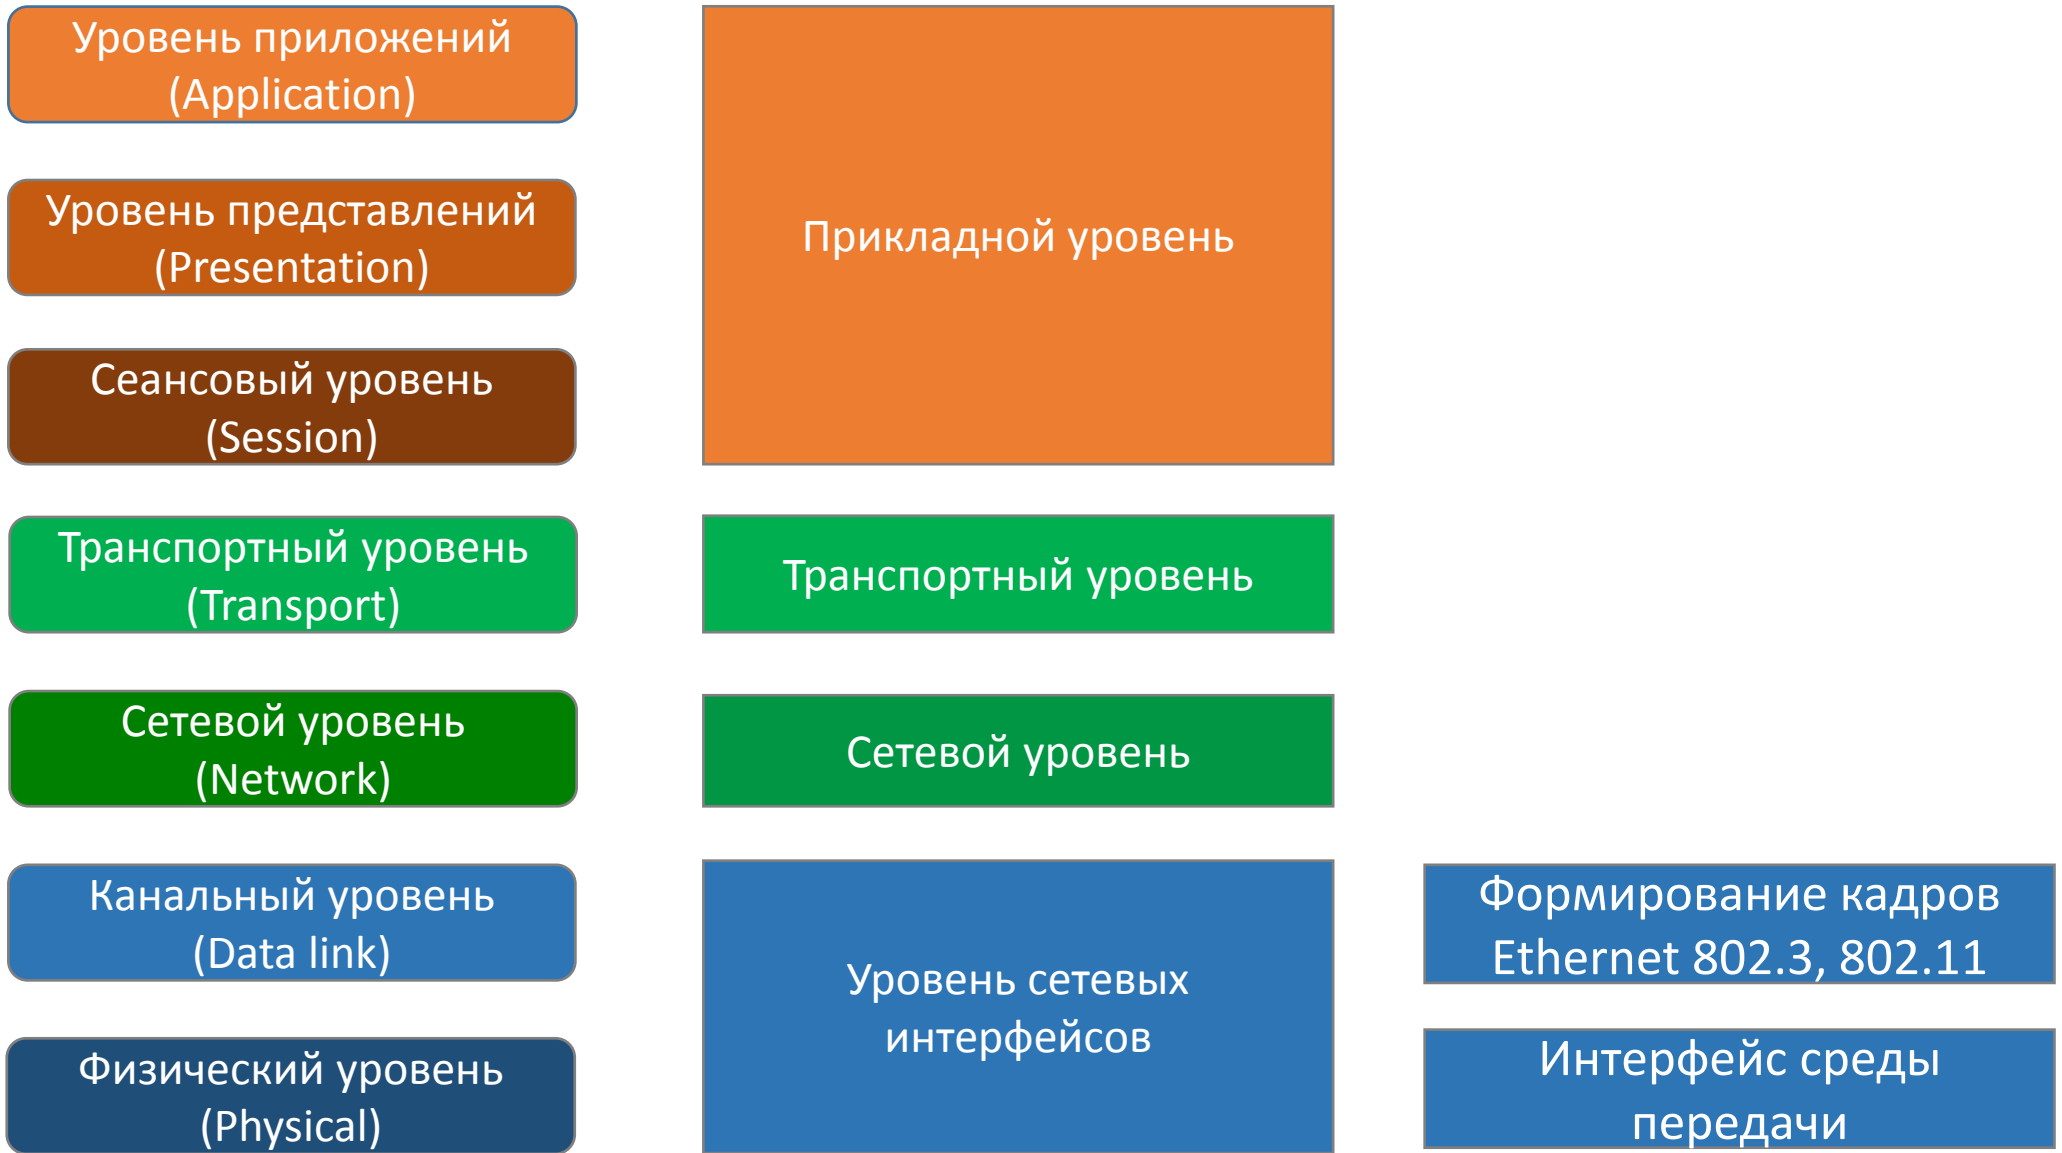 Уровень приложений
(Application)
Уровень представлений
(Presentation)
Сеансовый уровень
(Session)
Транспортный уровень
(Transport)
Сетевой уровень
(Network)
Канальный уровень
(Data link)
Физический уровень
(Physical)
Прикладной уровень
Транспортный уровень
Сетевой уровень
Уровень сетевых
интерфейсов
Формирование кадров
Ethernet 802.3, 802.11
Интерфейс среды
передачи